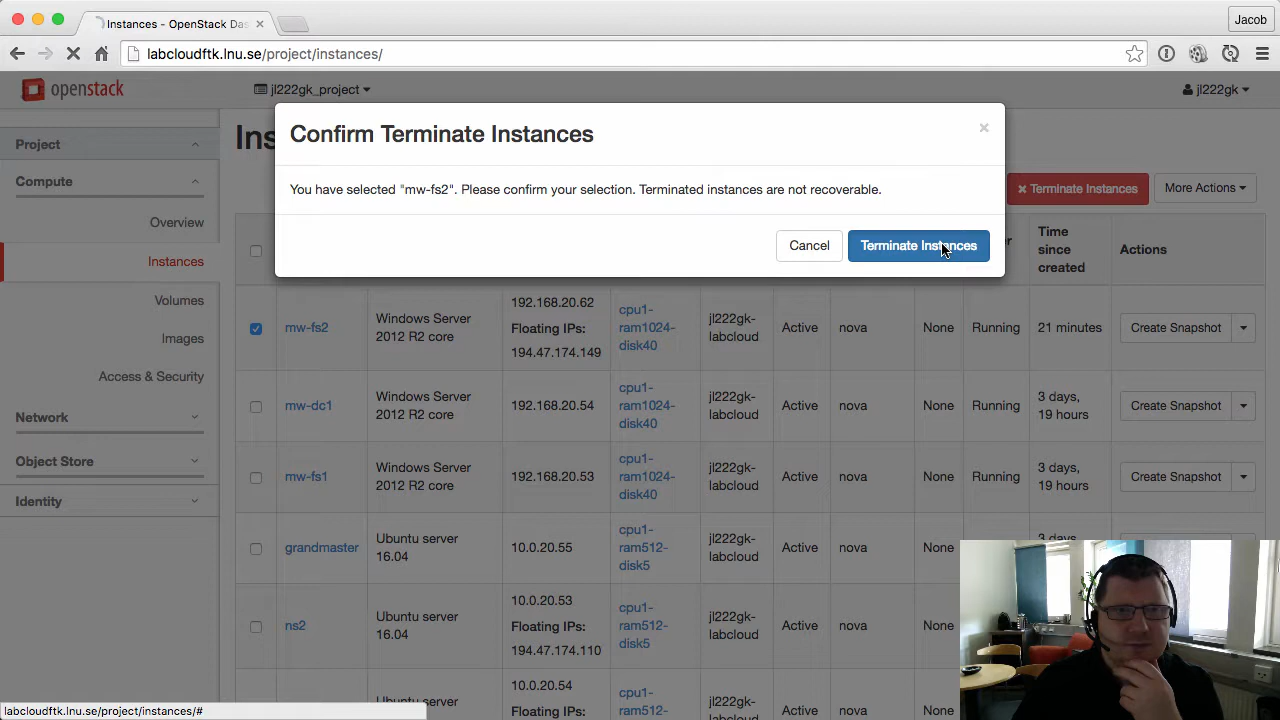 Instances - OpenStack Das
Jacob
labcloudftk.lnu.se/project/instances/
openstack
jl222gk_project
jl222gk
Project
Compute
Overview
Instances
Volumes
Images
Access & Security
Network
Object Store
Identity
Ins
Confirm Terminate Instances
×
You have selected "mw-fs2". Please confirm your selection. Terminated instances are not recoverable.
Cancel
Terminate Instances
Terminate Instances
More Actions
Time since created
Actions
mw-fs2
Windows Server 2012 R2 core
192.168.20.62
Floating IPs:
194.47.174.149
cpu1-ram1024-disk40
jl222gk-labcloud
Active
nova
None
Running
21 minutes
Create Snapshot
mw-dc1
Windows Server 2012 R2 core
192.168.20.54
cpu1-ram1024-disk40
jl222gk-labcloud
Active
nova
None
Running
3 days, 19 hours
Create Snapshot
mw-fs1
Windows Server 2012 R2 core
192.168.20.53
cpu1-ram1024-disk40
jl222gk-labcloud
Active
nova
None
Running
3 days, 19 hours
Create Snapshot
grandmaster
Ubuntu server 16.04
10.0.20.55
cpu1-ram512-disk5
jl222gk-labcloud
Active
nova
None
3 days
ns2
Ubuntu server 16.04
10.0.20.53
Floating IPs:
194.47.174.110
cpu1-ram512-disk5
jl222gk-labcloud
Active
nova
None
Ubuntu server
10.0.20.54
cpu1-ram512-
jl222gk-labcloud
Active
nova
None
labcloudftk.lnu.se/project/instances/#